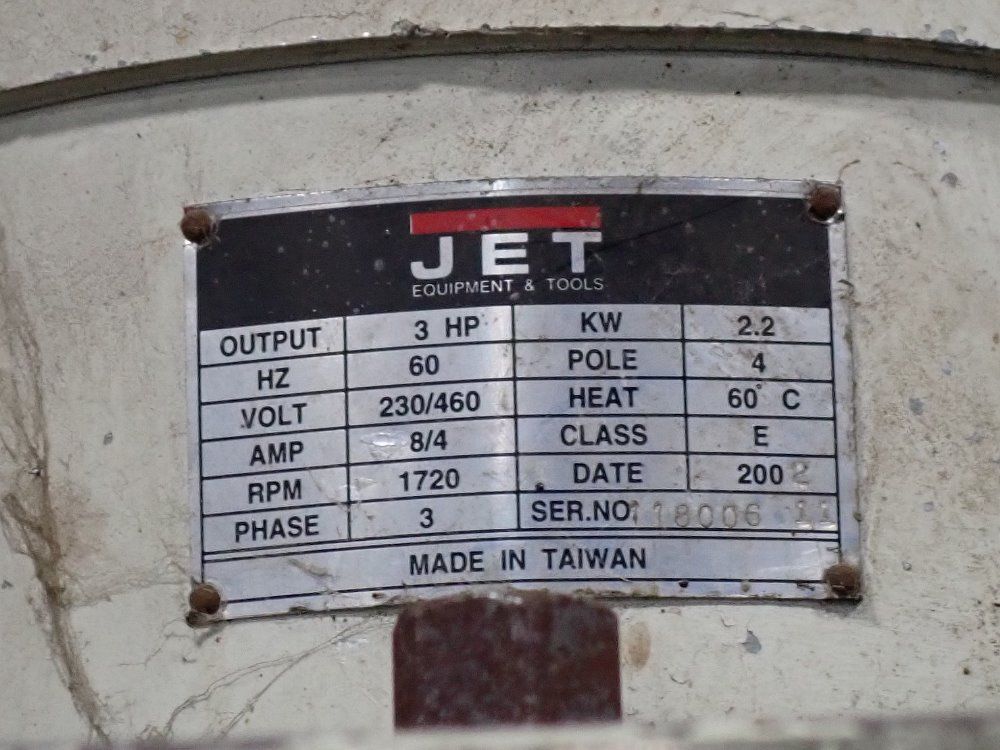 JET
EQUIPMENT & TOOLS
OUTPUT 3 HP KW 2.2
HZ 60 POLE 4
VOLT 230/460 HEAT 60° C
AMP 8/4 CLASS E
RPM 1720 DATE 2002
PHASE 3 SER.NO 118006 11
MADE IN TAIWAN